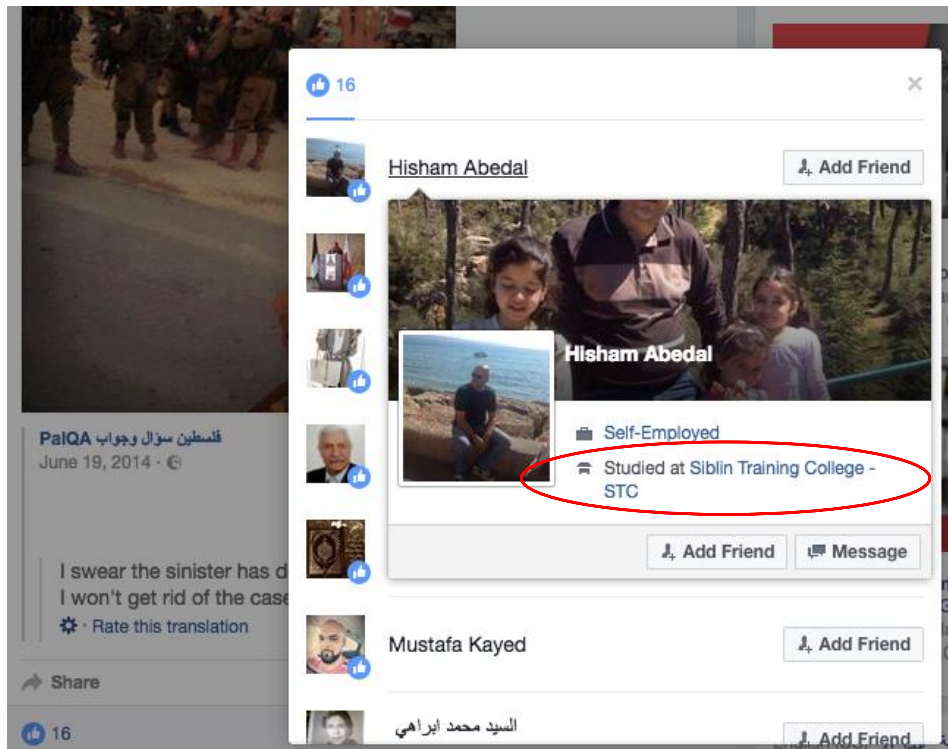 16
Hisham Abedal
Add Friend
Hisham Abedal
Self-Employed
Studied at Siblin Training College -
STC
Add Friend
Message
Mustafa Kayed
Add Friend
السيد محمد ابراهي
Add Friend
فلسطين سؤال وجواب PalQA
June 19, 2014 ·
I swear the sinister has d
I won't get rid of the case
· Rate this translation
Share
16